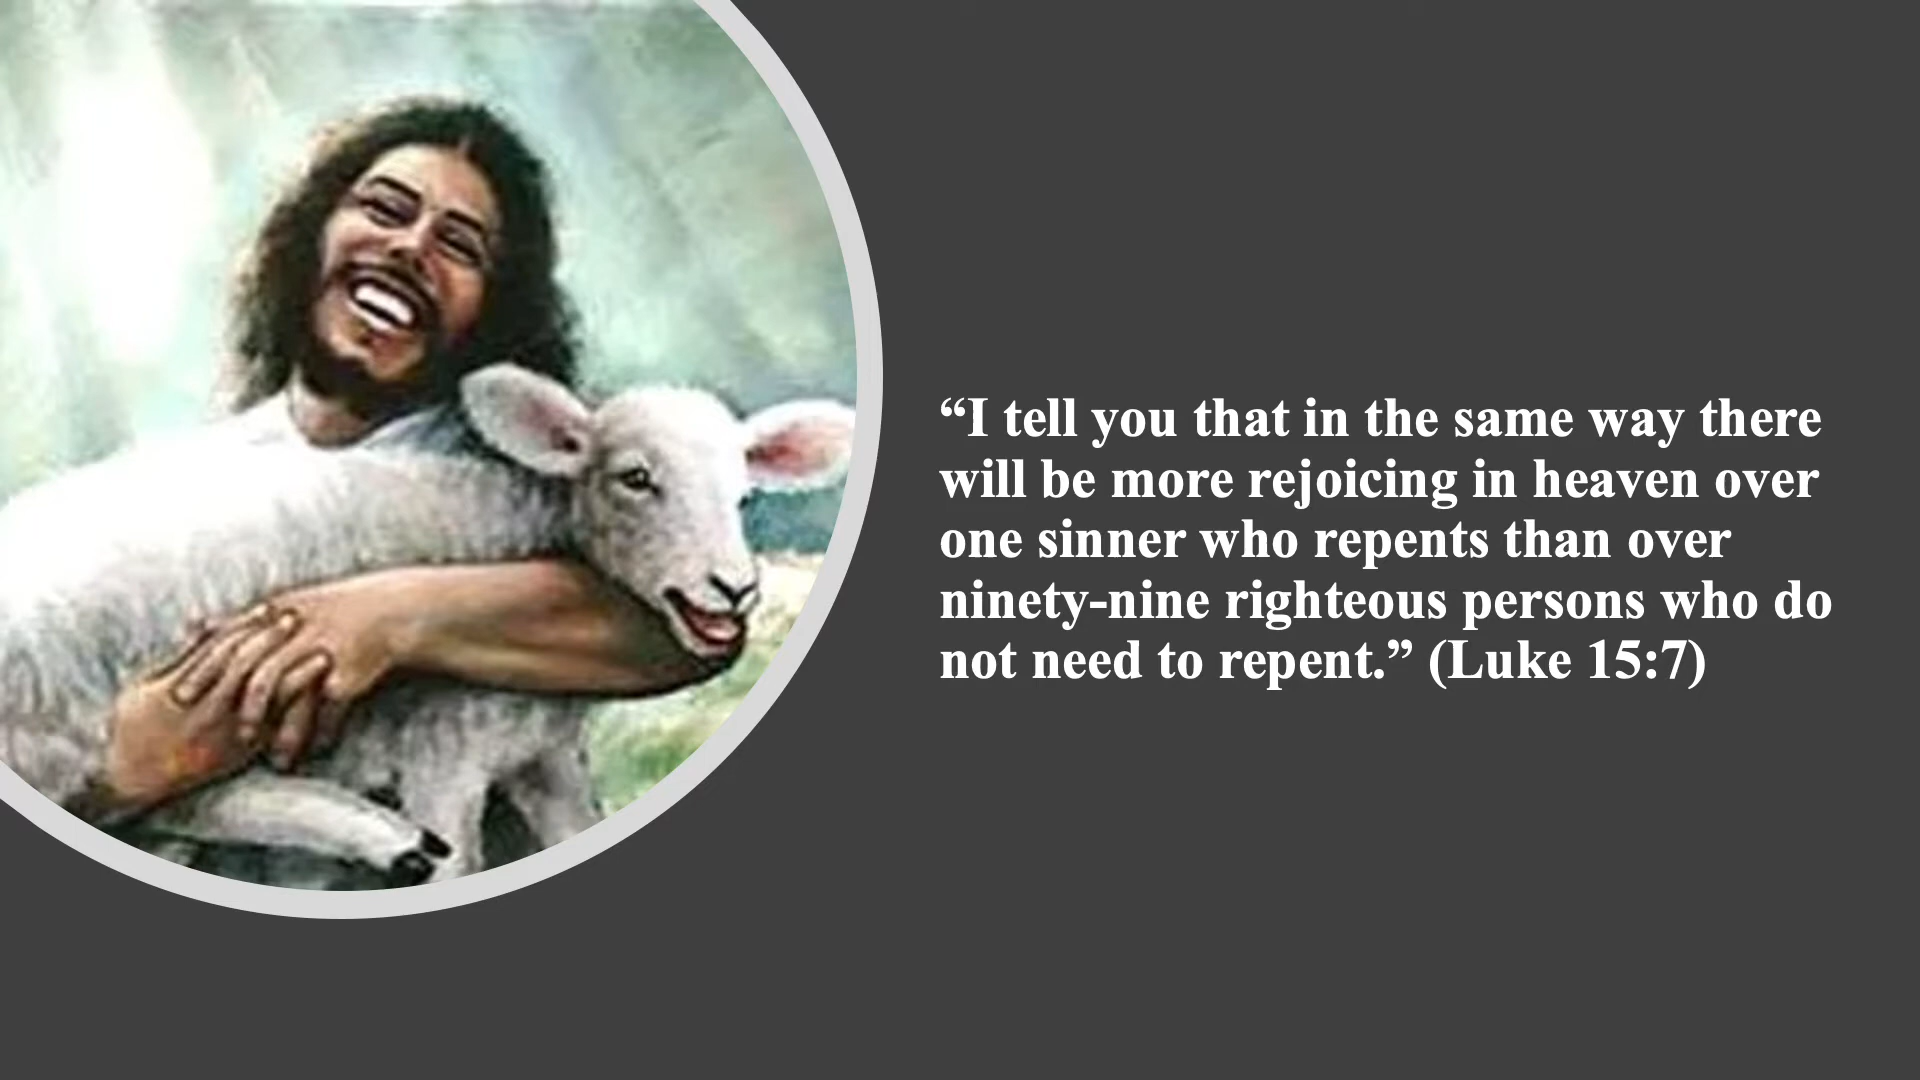 “I tell you that in the same way there
will be more rejoicing in heaven over
one sinner who repents than over
ninety-nine righteous persons who do
not need to repent.” (Luke 15:7)